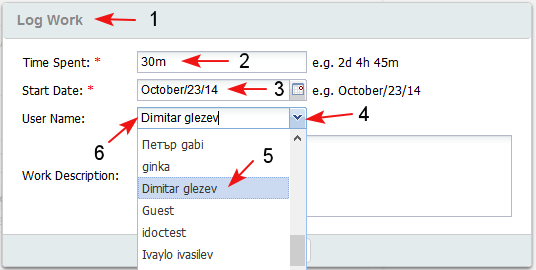 Log Work 1
Time Spent: * 30m 2 e.g. 2d 4h 45m
Start Date: * October/23/14 3 e.g. October/23/14
User Name: Dimitar glezev 4
6
Петър gabi
ginka 5
Work Description: Dimitar glezev
Guest
idoctest
Ivaylo ivasilev